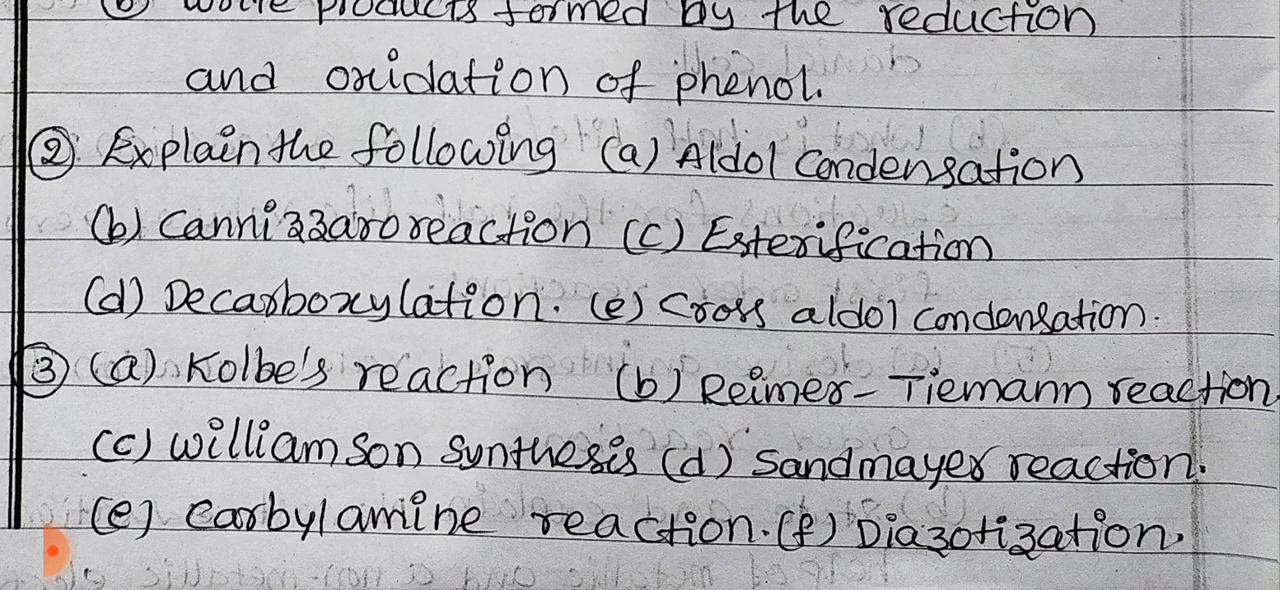 (b) Write products formed by the reduction
and oxidation of phenol.
(2) Explain the following (a) Aldol Condensation
(b) Cannizzaro reaction (c) Esterification
(d) Decarboxylation. (e) Cross aldol condensation.
(3) (a) Kolbe's reaction (b) Reimer-Tiemann reaction.
(c) williamson synthesis (d) Sandmayer reaction.
(e) Carbylamine reaction. (f) Diazotization.